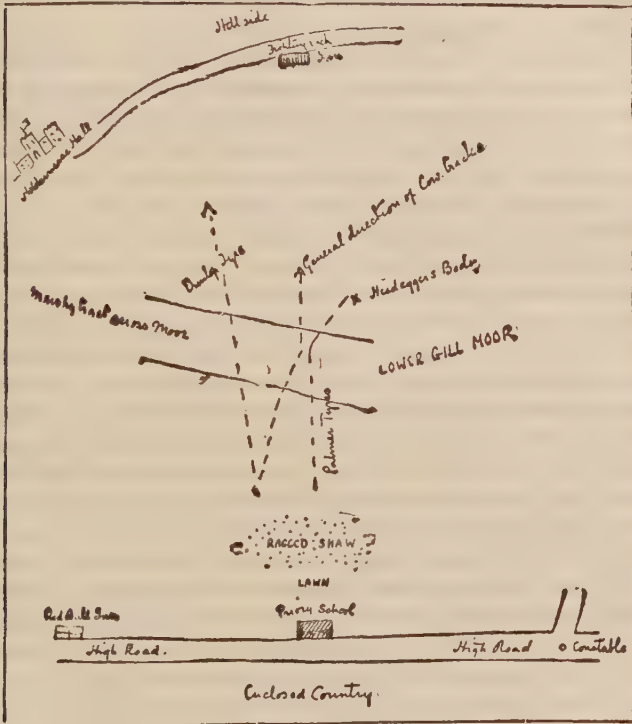 Hill side
Fighting Cock
Inn
Holdernesse Hall
General direction of Cow-tracks
Dunlop Tyre
x Heidegger's Body
Marshy tract across Moor
LOWER GILL MOOR
Palmer Tyres
RAGGED SHAW
LAWN
Priory School
Red Bull Inn
High Road.
High Road
Constable
Enclosed Country.